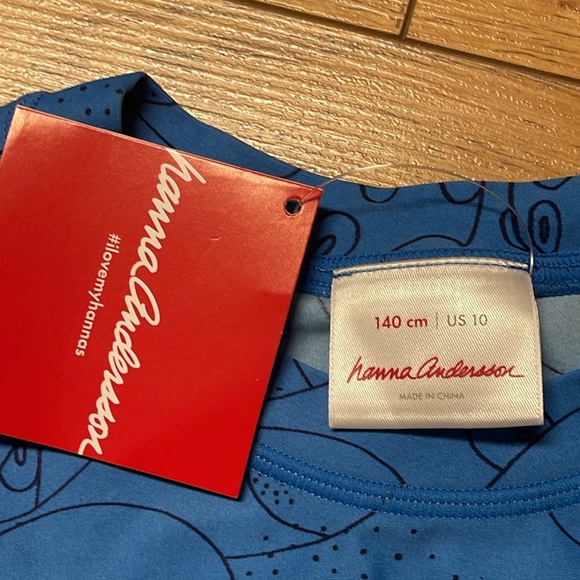 hanna andersson
#ilovemyhannas
140 cm | US 10
hanna andersson
MADE IN CHINA